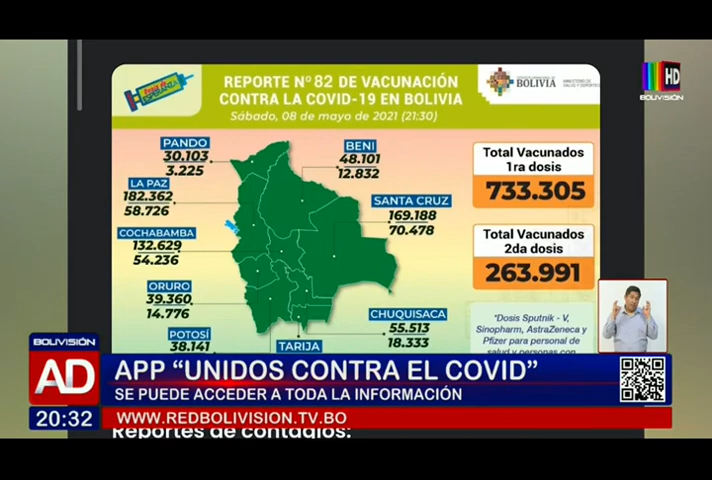 REPORTE N° 82 DE VACUNACIÓN
CONTRA LA COVID-19 EN BOLIVIA
Sábado, 08 de mayo de 2021 (21:30)
BOLIVIA
MINISTERIO
DE SALUD Y DEPORTES
HD
BOLIVISIÓN
PANDO
30.103
3.225
BENI
48.101
12.832
LA PAZ
182.362
58.726
SANTA CRUZ
169.188
70.478
COCHABAMBA
132.629
54.236
ORURO
39.360
14.776
CHUQUISACA
55.513
18.333
POTOSÍ
38.141
TARIJA
Total Vacunados
1ra dosis
733.305
Total Vacunados
2da dosis
263.991
"Dosis Sputnik - V,
Sinopharm, AstraZeneca y
Pfizer para personal de
salud y personas con
BOLIVISIÓN
AD
20:32
APP “UNIDOS CONTRA EL COVID”
SE PUEDE ACCEDER A TODA LA INFORMACIÓN
WWW.REDBOLIVISION.TV.BO
Reportes de contagios: